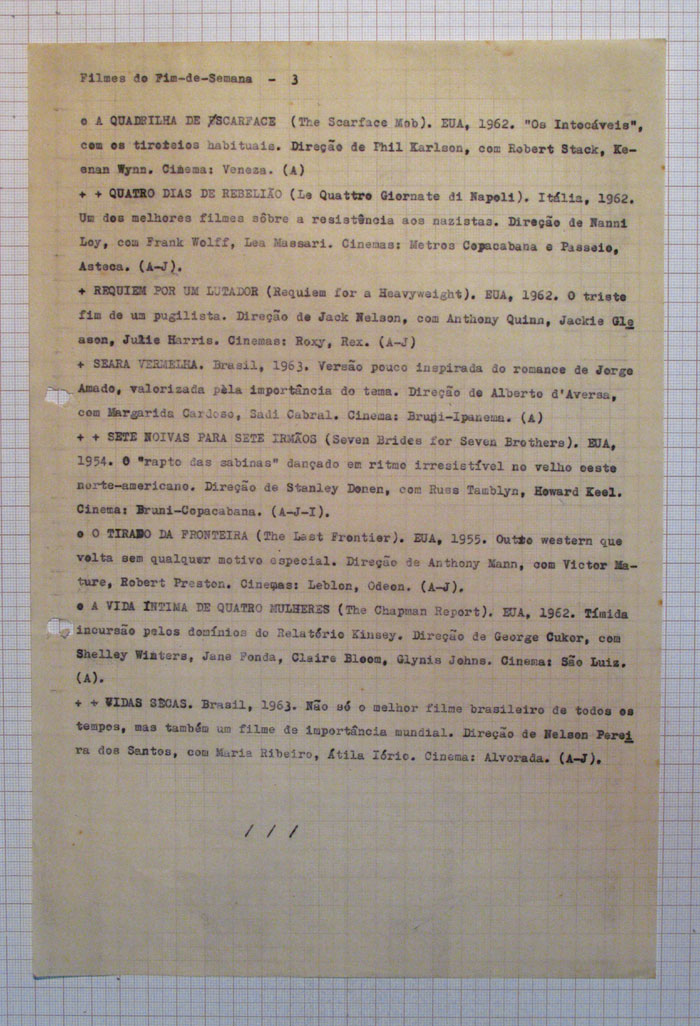 Filmes do Fim-de-Semana - 3
o A QUADRILHA DE SCARFACE (The Scarface Mob). EUA, 1962. "Os Intocáveis",
com os tiroteios habituais. Direção de Phil Karlson, com Robert Stack, Ke-
enan Wynn. Cinema: Veneza. (A)
+ + QUATRO DIAS DE REBELIÃO (Le Quattro Giornate di Napoli). Itália, 1962.
Um dos melhores filmes sôbre a resistência aos nazistas. Direção de Nanni
Loy, com Frank Wolff, Lea Massari. Cinemas: Metros Copacabana e Passeio,
Asteca. (A-J).
+ REQUIEM POR UM LUTADOR (Requiem for a Heavyweight). EUA, 1962. O triste
fim de um pugilista. Direção de Jack Nelson, com Anthony Quinn, Jackie Gle
ason, Julie Harris. Cinemas: Roxy, Rex. (A-J)
+ SEARA VERMELHA. Brasil, 1963. Versão pouco inspirada do romance de Jorge
Amado, valorizada pela importância do tema. Direção de Alberto d'Aversa,
com Margarida Cardoso, Sadi Cabral. Cinema: Bruni-Ipanema. (A)
+ + SETE NOIVAS PARA SETE IRMÃOS (Seven Brides for Seven Brothers). EUA,
1954. O "rapto das sabinas" dançado em ritmo irresistível no velho oeste
norte-americano. Direção de Stanley Donen, com Russ Tamblyn, Howard Keel.
Cinema: Bruni-Copacabana. (A-J-I).
o O TIRANO DA FRONTEIRA (The Last Frontier). EUA, 1955. Outro western que
volta sem qualquer motivo especial. Direção de Anthony Mann, com Victor Ma-
ture, Robert Preston. Cinemas: Leblon, Odeon. (A-J).
o A VIDA ÍNTIMA DE QUATRO MULHERES (The Chapman Report). EUA, 1962. Tímida
incursão pelos domínios do Relatório Kinsey. Direção de George Cukor, com
Shelley Winters, Jane Fonda, Claire Bloom, Glynis Johns. Cinema: São Luiz.
(A).
+ + VIDAS SECAS. Brasil, 1963. Não só o melhor filme brasileiro de todos os
tempos, mas também um filme de importância mundial. Direção de Nelson Perei
ra dos Santos, com Maria Ribeiro, Átila Iório. Cinema: Alvorada. (A-J).
/ / /